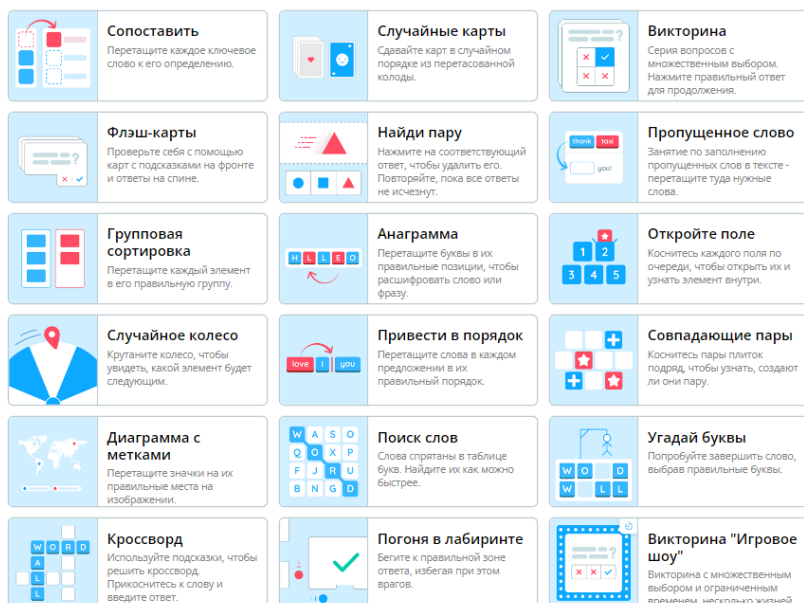 Сопоставить
Перетащите каждое ключевое
слово к его определению.
Случайные карты
Сдавайте карт в случайном
порядке из перетасованной
колоды.
Викторина
Серия вопросов с
множественным выбором.
Нажмите правильный ответ
для продолжения.
?
Флэш-карты
Проверьте себя с помощью
карт с подсказками на фронте
и ответы на спине.
?
Найди пару
Нажмите на соответствующий
ответ, чтобы удалить его.
Повторяйте, пока все ответы
не исчезнут.
thank taxi
you!
Пропущенное слово
Занятие по заполнению
пропущенных слов в тексте -
перетащите туда нужные
слова.
Групповая
сортировка
Перетащите каждый элемент
в его правильную группу.
H L L E O
Анаграмма
Перетащите буквы в их
правильные позиции, чтобы
расшифровать слово или
фразу.
1 2
3 4 5
Откройте поле
Коснитесь каждого поля по
очереди, чтобы открыть их и
узнать элемент внутри.
Случайное колесо
Крутаните колесо, чтобы
увидеть, какой элемент будет
следующим.
love I you
Привести в порядок
Перетащите слова в каждом
предложении в их
правильный порядок.
Совпадающие пары
Коснитесь пары плиток
подряд, чтобы узнать, создают
ли они пару.
Диаграмма с
метками
Перетащите значки на их
правильные места на
изображении.
W A S O
Q O X P
F J R U
B N G D
Поиск слов
Слова спрятаны в таблице
букв. Найдите их как можно
быстрее.
W O D
W L L
Угадай буквы
Попробуйте завершить слово,
выбрав правильные буквы.
W O R D
A
L
L
Кроссворд
Используйте подсказки, чтобы
решить кроссворд.
Прикоснитесь к слову и
введите ответ.
Погоня в лабиринте
Бегите к правильной зоне
ответа, избегая при этом
врагов.
?
Викторина "Игровое
шоу"
Викторина с множественным
выбором и ограниченным
временем, несколько жизней